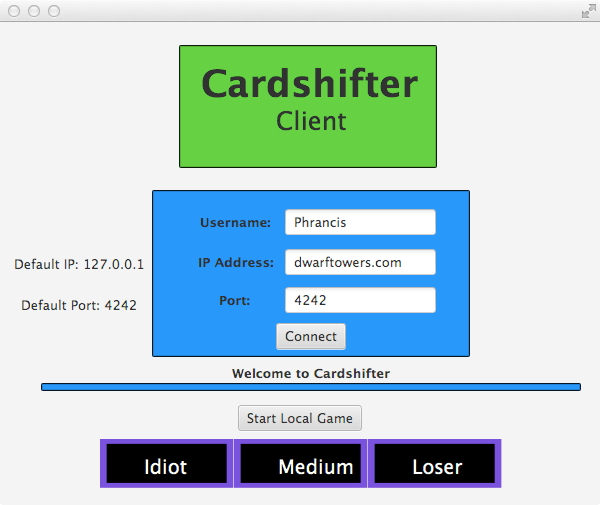 Cardshifter
Client
Username: Phrancis
Default IP: 127.0.0.1 IP Address: dwarftowers.com
Default Port: 4242 Port: 4242
Connect
Welcome to Cardshifter
Start Local Game
Idiot Medium Loser